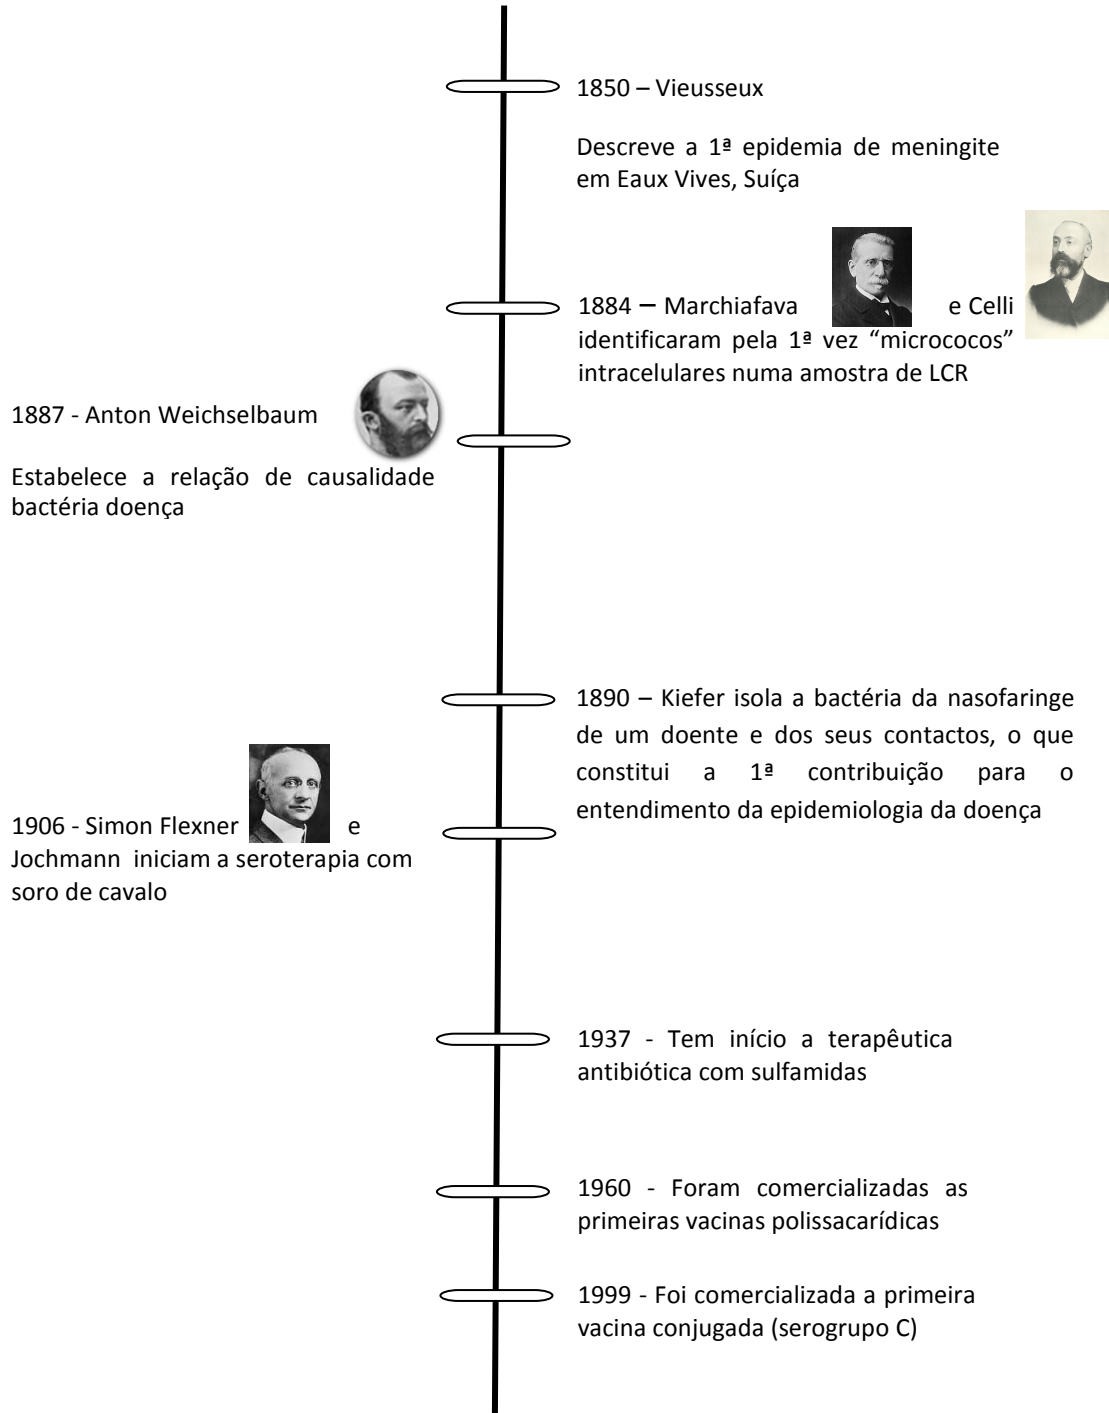 1850 – Vieusseux
Descreve a 1ª epidemia de meningite
em Eaux Vives, Suíça
1884 – Marchiafava e Celli
identificaram pela 1ª vez “micrococos”
intracelulares numa amostra de LCR
1887 - Anton Weichselbaum
Estabelece a relação de causalidade
bactéria doença
1890 – Kiefer isola a bactéria da nasofaringe
de um doente e dos seus contactos, o que
constitui a 1ª contribuição para o
entendimento da epidemiologia da doença
1906 - Simon Flexner e
Jochmann iniciam a seroterapia com
soro de cavalo
1937 - Tem início a terapêutica
antibiótica com sulfamidas
1960 - Foram comercializadas as
primeiras vacinas polissacarídicas
1999 - Foi comercializada a primeira
vacina conjugada (serogrupo C)